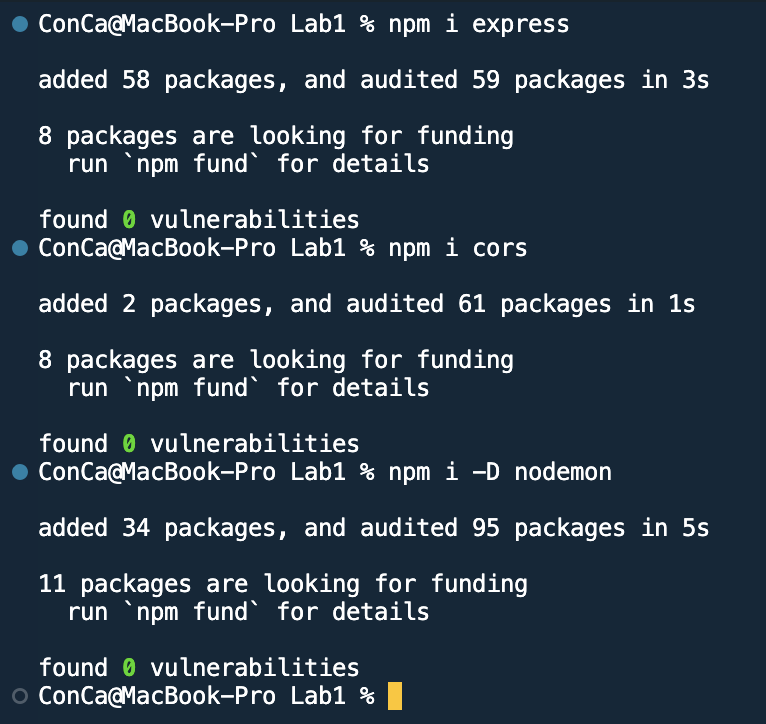 ConCa@MacBook-Pro Lab1 % npm i express
added 58 packages, and audited 59 packages in 3s
8 packages are looking for funding
  run `npm fund` for details
found 0 vulnerabilities
ConCa@MacBook-Pro Lab1 % npm i cors
added 2 packages, and audited 61 packages in 1s
8 packages are looking for funding
  run `npm fund` for details
found 0 vulnerabilities
ConCa@MacBook-Pro Lab1 % npm i -D nodemon
added 34 packages, and audited 95 packages in 5s
11 packages are looking for funding
  run `npm fund` for details
found 0 vulnerabilities
ConCa@MacBook-Pro Lab1 %